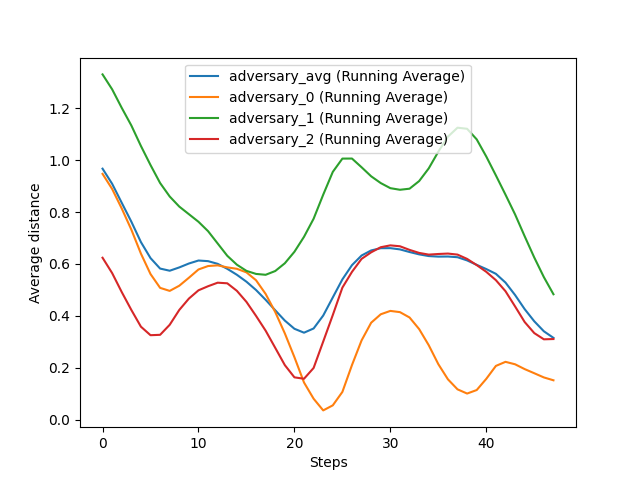 adversary_avg (Running Average)
adversary_0 (Running Average)
adversary_1 (Running Average)
adversary_2 (Running Average)
Average distance
1.2
1.0
0.8
0.6
0.4
0.2
0.0
0 10 20 30 40
Steps